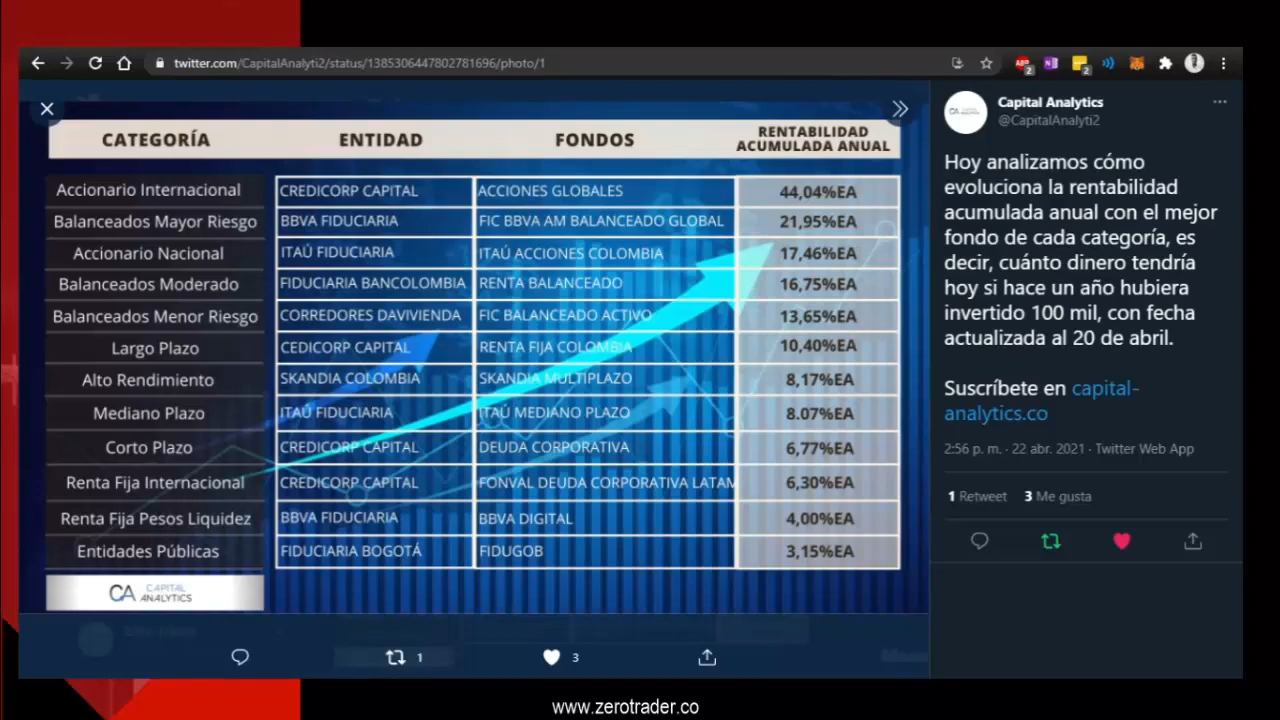 twitter.com/CapitalAnalyti2/status/1385306447802781696/photo/1
CATEGORÍA ENTIDAD FONDOS RENTABILIDAD ACUMULADA ANUAL
Accionario Internacional CREDICORP CAPITAL ACCIONES GLOBALES 44,04%EA
Balanceados Mayor Riesgo BBVA FIDUCIARIA FIC BBVA AM BALANCEADO GLOBAL 21,95%EA
Accionario Nacional ITAÚ FIDUCIARIA ITAÚ ACCIONES COLOMBIA 17,46%EA
Balanceados Moderado FIDUCIARIA BANCOLOMBIA RENTA BALANCEADO 16,75%EA
Balanceados Menor Riesgo CORREDORES DAVIVIENDA FIC BALANCEADO ACTIVO 13,65%EA
Largo Plazo CEDICORP CAPITAL RENTA FIJA COLOMBIA 10,40%EA
Alto Rendimiento SKANDIA COLOMBIA SKANDIA MULTIPLAZO 8,17%EA
Mediano Plazo ITAÚ FIDUCIARIA ITAÚ MEDIANO PLAZO 8.07%EA
Corto Plazo CREDICORP CAPITAL DEUDA CORPORATIVA 6,77%EA
Renta Fija Internacional CREDICORP CAPITAL FONVAL DEUDA CORPORATIVA LATAM 6,30%EA
Renta Fija Pesos Liquidez BBVA FIDUCIARIA BBVA DIGITAL 4,00%EA
Entidades Públicas FIDUCIARIA BOGOTÁ FIDUGOB 3,15%EA
CA CAPITAL
ANALYTICS
1 3
Capital Analytics
@CapitalAnalyti2
Hoy analizamos cómo
evoluciona la rentabilidad
acumulada anual con el mejor
fondo de cada categoría, es
decir, cuánto dinero tendría
hoy si hace un año hubiera
invertido 100 mil, con fecha
actualizada al 20 de abril.
Suscríbete en capital-
analytics.co
2:56 p. m. · 22 abr. 2021 · Twitter Web App
1 Retweet 3 Me gusta
www.zerotrader.co